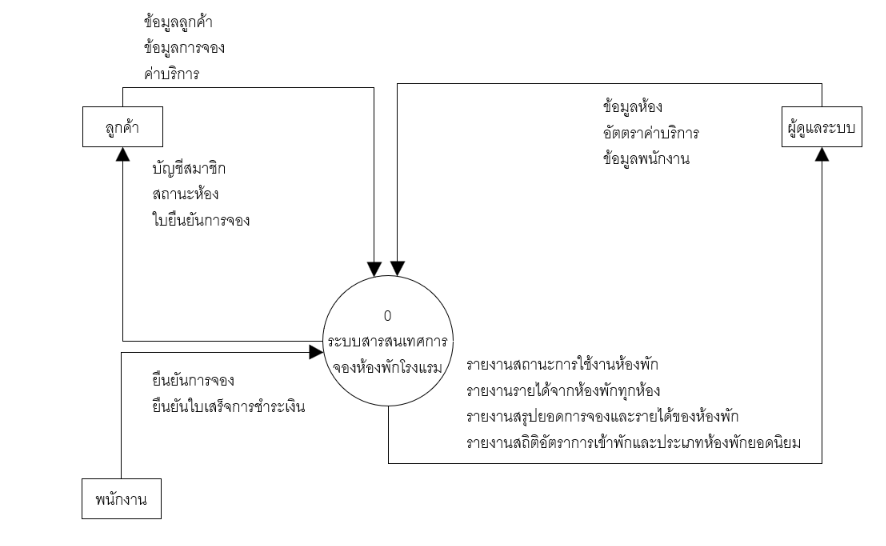 ข้อมูลลูกค้า
ข้อมูลการจอง
ค่าบริการ
ลูกค้า
บัญชีสมาชิก
สถานะห้อง
ใบยืนยันการจอง
ข้อมูลห้อง
อัตตราค่าบริการ
ข้อมูลพนักงาน
ผู้ดูแลระบบ
0
ระบบสารสนเทศการ
จองห้องพักโรงแรม
ยืนยันการจอง
ยืนยันใบเสร็จการชำระเงิน
รายงานสถานะการใช้งานห้องพัก
รายงานรายได้จากห้องพักทุกห้อง
รายงานสรุปยอดการจองและรายได้ของห้องพัก
รายงานสถิติอัตราการเข้าพักและประเภทห้องพักยอดนิยม
พนักงาน